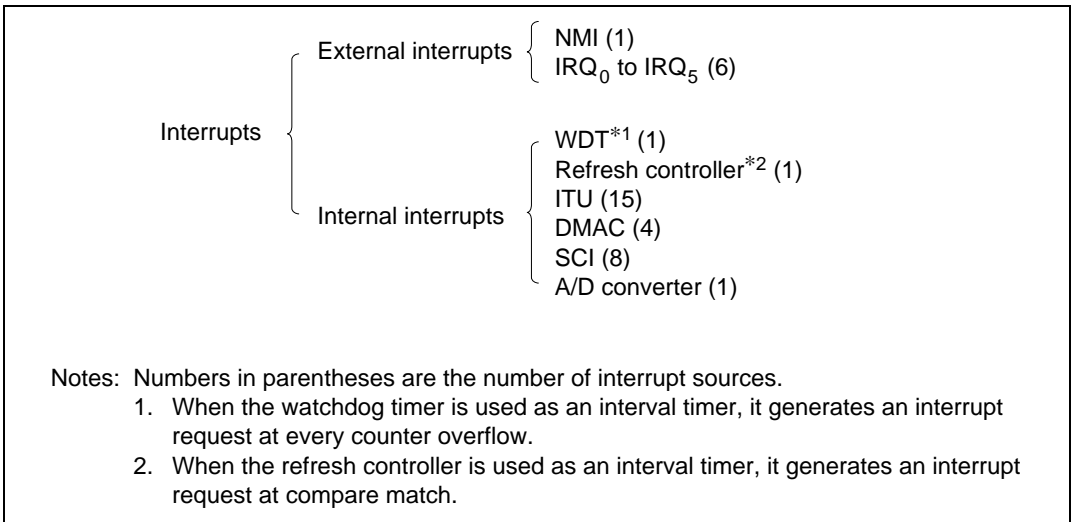 Interrupts
External interrupts
NMI (1)
IRQ0 to IRQ5 (6)
Internal interrupts
WDT*1 (1)
Refresh controller*2 (1)
ITU (15)
DMAC (4)
SCI (8)
A/D converter (1)
Notes: Numbers in parentheses are the number of interrupt sources.
1. When the watchdog timer is used as an interval timer, it generates an interrupt
request at every counter overflow.
2. When the refresh controller is used as an interval timer, it generates an interrupt
request at compare match.